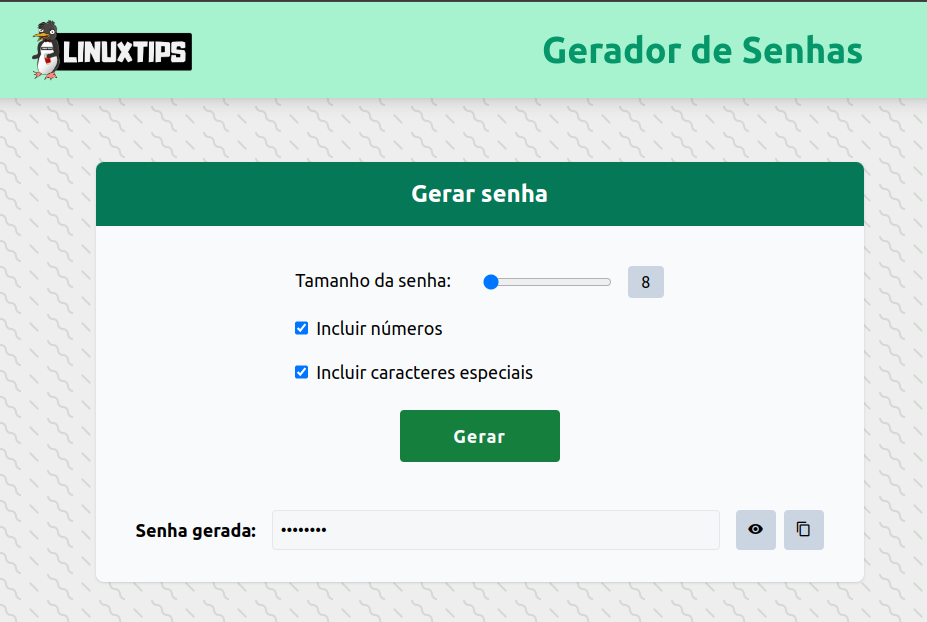 LINUXTIPS
Gerador de Senhas
Gerar senha
Tamanho da senha: 8
Incluir números
Incluir caracteres especiais
Gerar
Senha gerada: ••••••••